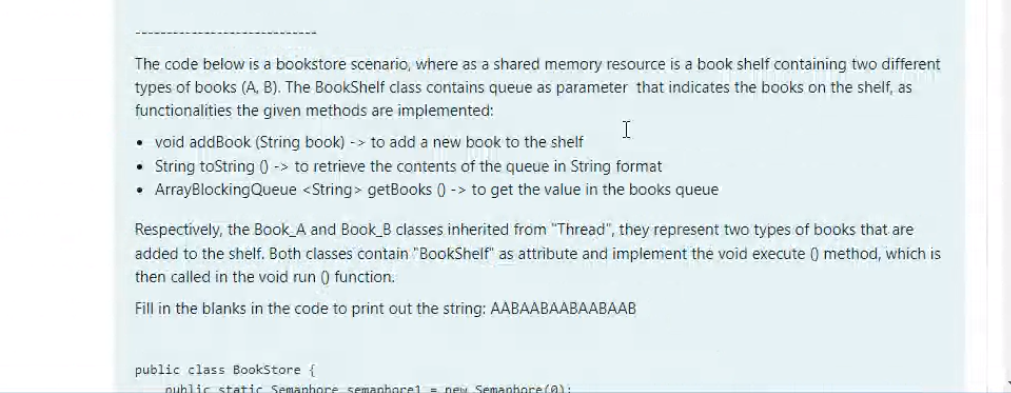 -----------------------------
The code below is a bookstore scenario, where as a shared memory resource is a book shelf containing two different
types of books (A, B). The BookShelf class contains queue as parameter that indicates the books on the shelf, as
functionalities the given methods are implemented:
• void addBook (String book) -> to add a new book to the shelf
• String toString () -> to retrieve the contents of the queue in String format
• ArrayBlockingQueue <String> getBooks () -> to get the value in the books queue
Respectively, the Book_A and Book_B classes inherited from "Thread", they represent two types of books that are
added to the shelf. Both classes contain "BookShelf" as attribute and implement the void execute () method, which is
then called in the void run () function.
Fill in the blanks in the code to print out the string: AABAABAABAABAAB
public class BookStore {
public static Semaphore semaphore1 = new Semaphore(0);